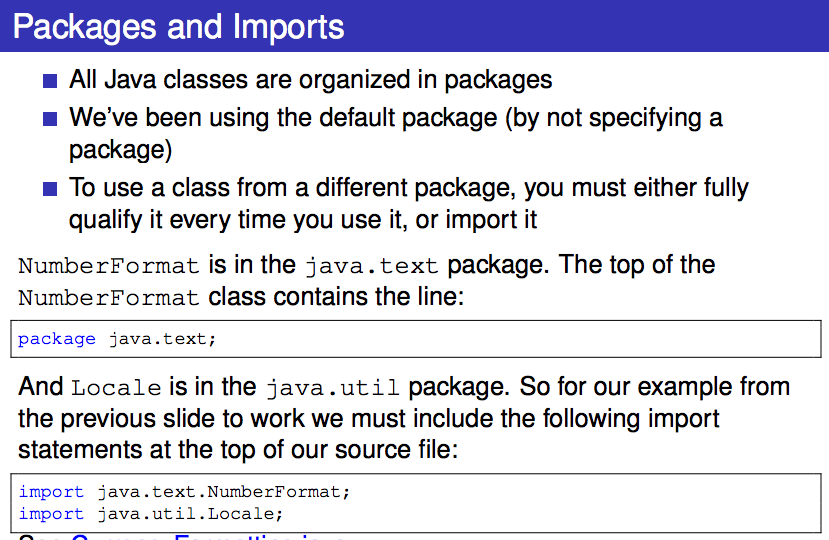 Packages and Imports
All Java classes are organized in packages
We've been using the default package (by not specifying a
package)
To use a class from a different package, you must either fully
qualify it every time you use it, or import it
NumberFormat is in the java.text package. The top of the
NumberFormat class contains the line:
package java.text;
And Locale is in the java.util package. So for our example from
the previous slide to work we must include the following import
statements at the top of our source file:
import java.text.NumberFormat;
import java.util.Locale;